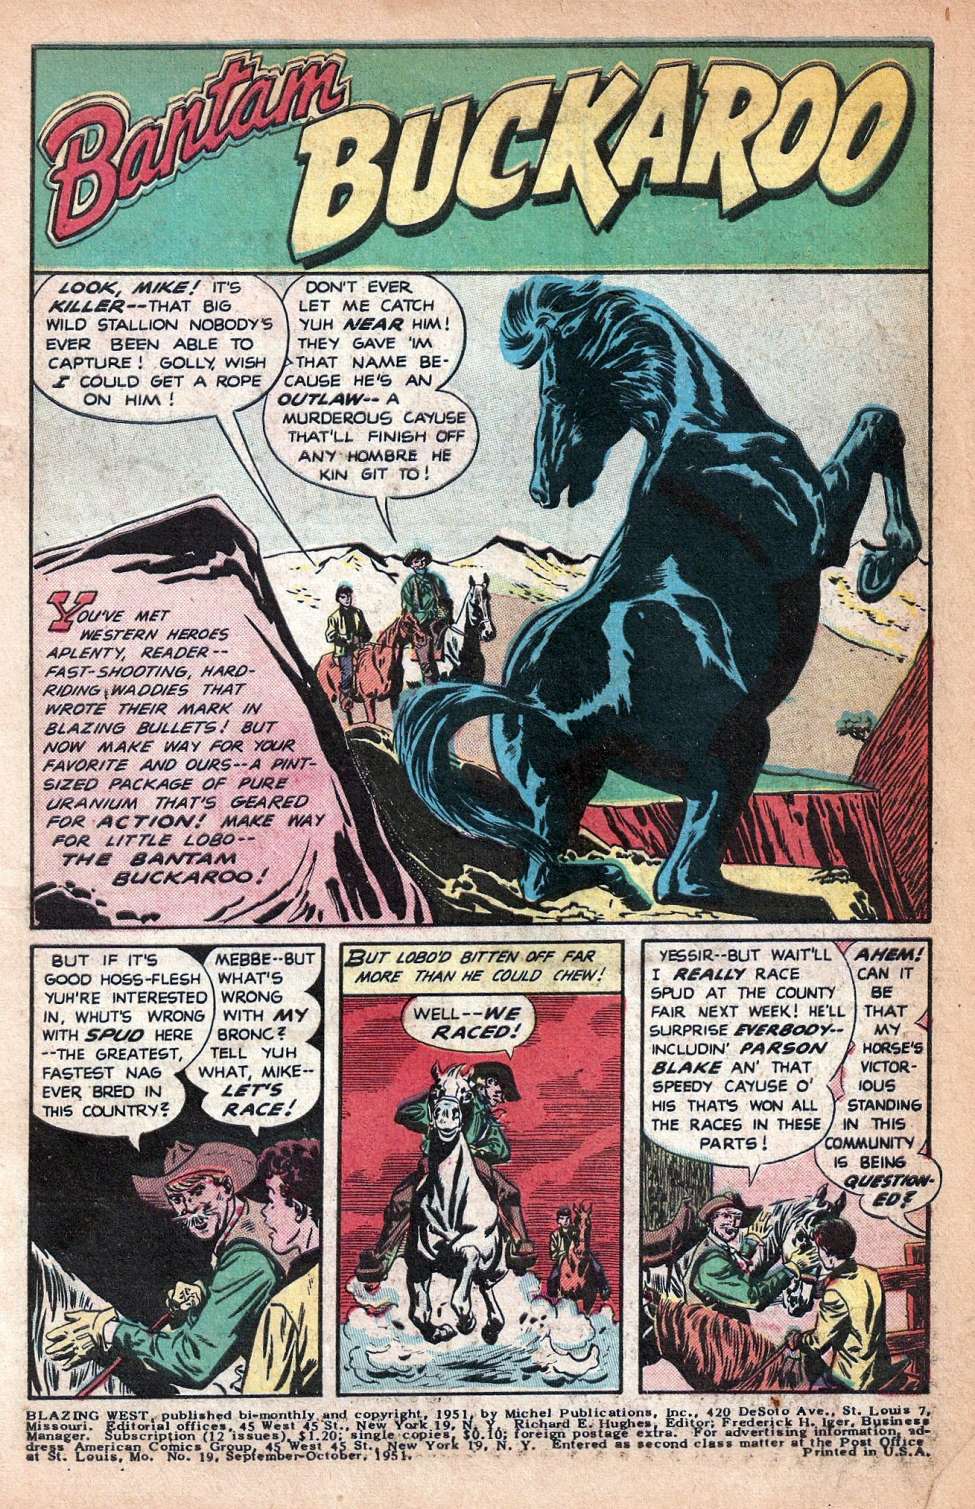 Bantam
BUCKAROO
LOOK, MIKE! IT'S
KILLER--THAT BIG
WILD STALLION NOBODY'S
EVER BEEN ABLE TO
CAPTURE! GOLLY, WISH
I COULD GET A ROPE
ON HIM!
DON'T EVER
LET ME CATCH
YUH NEAR HIM!
THEY GAVE 'IM
THAT NAME BE-
CAUSE HE'S AN
OUTLAW--A
MURDEROUS CAYUSE
THAT'LL FINISH OFF
ANY HOMBRE HE
KIN GIT TO!
YOU'VE MET
WESTERN HEROES
APLENTY, READER--
FAST-SHOOTING, HARD-
RIDING WADDIES THAT
WROTE THEIR MARK IN
BLAZING BULLETS! BUT
NOW MAKE WAY FOR YOUR
FAVORITE AND OURS--A PINT-
SIZED PACKAGE OF PURE
URANIUM THAT'S GEARED
FOR ACTION! MAKE WAY
FOR LITTLE LOBO--
THE BANTAM
BUCKAROO!
BUT IF IT'S
GOOD HOSS-FLESH
YUH'RE INTERESTED
IN, WHUT'S WRONG
WITH SPUD HERE
--THE GREATEST,
FASTEST NAG
EVER BRED IN
THIS COUNTRY?
MEBBE--BUT
WHAT'S
WRONG
WITH MY
BRONC?
TELL YUH
WHAT, MIKE--
LET'S
RACE!
BUT LOBO'D BITTEN OFF FAR
MORE THAN HE COULD CHEW!
WELL--WE
RACED!
YESSIR--BUT WAIT'LL
I REALLY RACE
SPUD AT THE COUNTY
FAIR NEXT WEEK! HE'LL
SURPRISE EVERBODY--
INCLUDIN' PARSON
BLAKE AN' THAT
SPEEDY CAYUSE O'
HIS THAT'S WON ALL
THE RACES IN THESE
PARTS!
AHEM!
CAN IT
BE
THAT
MY
HORSE'S
VICTOR-
IOUS
STANDING
IN THIS
COMMUNITY
IS BEING
QUESTION-
ED?
BLAZING WEST, published bi-monthly and copyright, 1951, by Michel Publications, Inc., 420 DeSoto Ave., St. Louis 7,
Missouri. Editorial offices, 45 West 45 St., New York 19, N. Y. Richard E. Hughes, Editor; Frederick H. Iger, Business
Manager. Subscription (12 issues), $1.20; single copies, $0.10; foreign postage extra. For advertising information, ad-
dress American Comics Group, 45 West 45 St., New York 19, N. Y. Entered as second class matter at the Post Office
at St. Louis, Mo. No. 19, September-October, 1951. Printed in U.S.A.